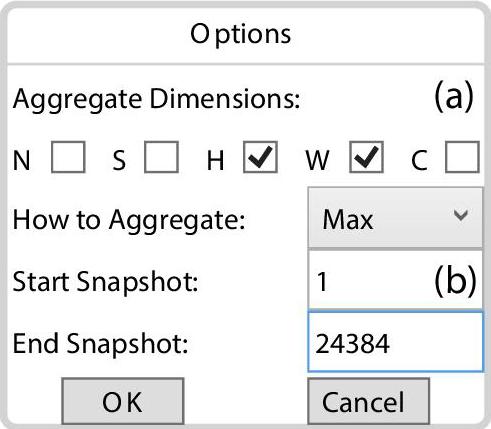 Options
Aggregate Dimensions: (a)
N S H W C
How to Aggregate: Max
Start Snapshot: 1 (b)
End Snapshot: 24384
OK Cancel